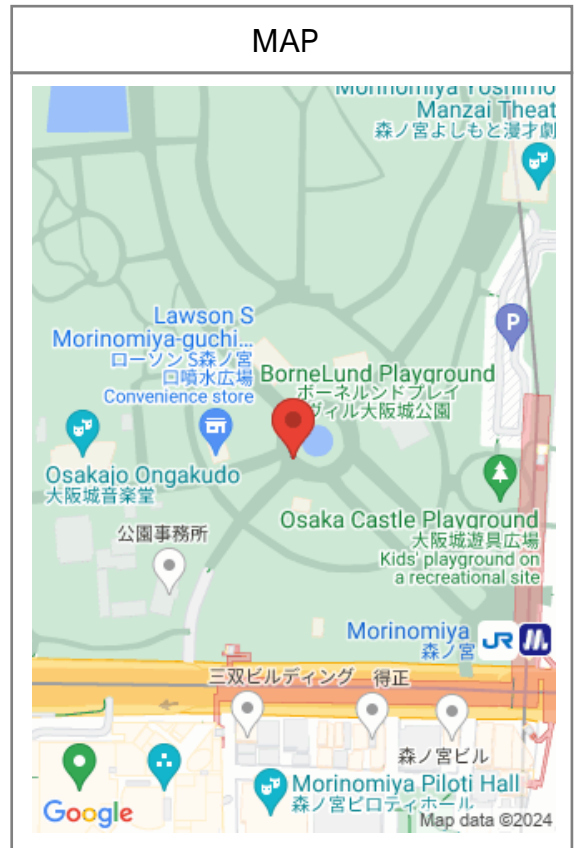 MAP
Morinomiya Yoshimo
Manzai Theat
森ノ宮よしもと漫才劇
P
Lawson S
Morinomiya-guchi...
ローソン S森ノ宮
口噴水広場
Convenience store
BorneLund Playground
ボーネルンドプレイ
ヴィル大阪城公園
Osakajo Ongakudo
大阪城音楽堂
公園事務所
Osaka Castle Playground
大阪城遊具広場
Kids' playground on
a recreational site
Morinomiya
森ノ宮
JR
三双ビルディング
得正
森ノ宮ビル
Morinomiya Piloti Hall
森ノ宮ピロティホール
Google
Map data ©2024